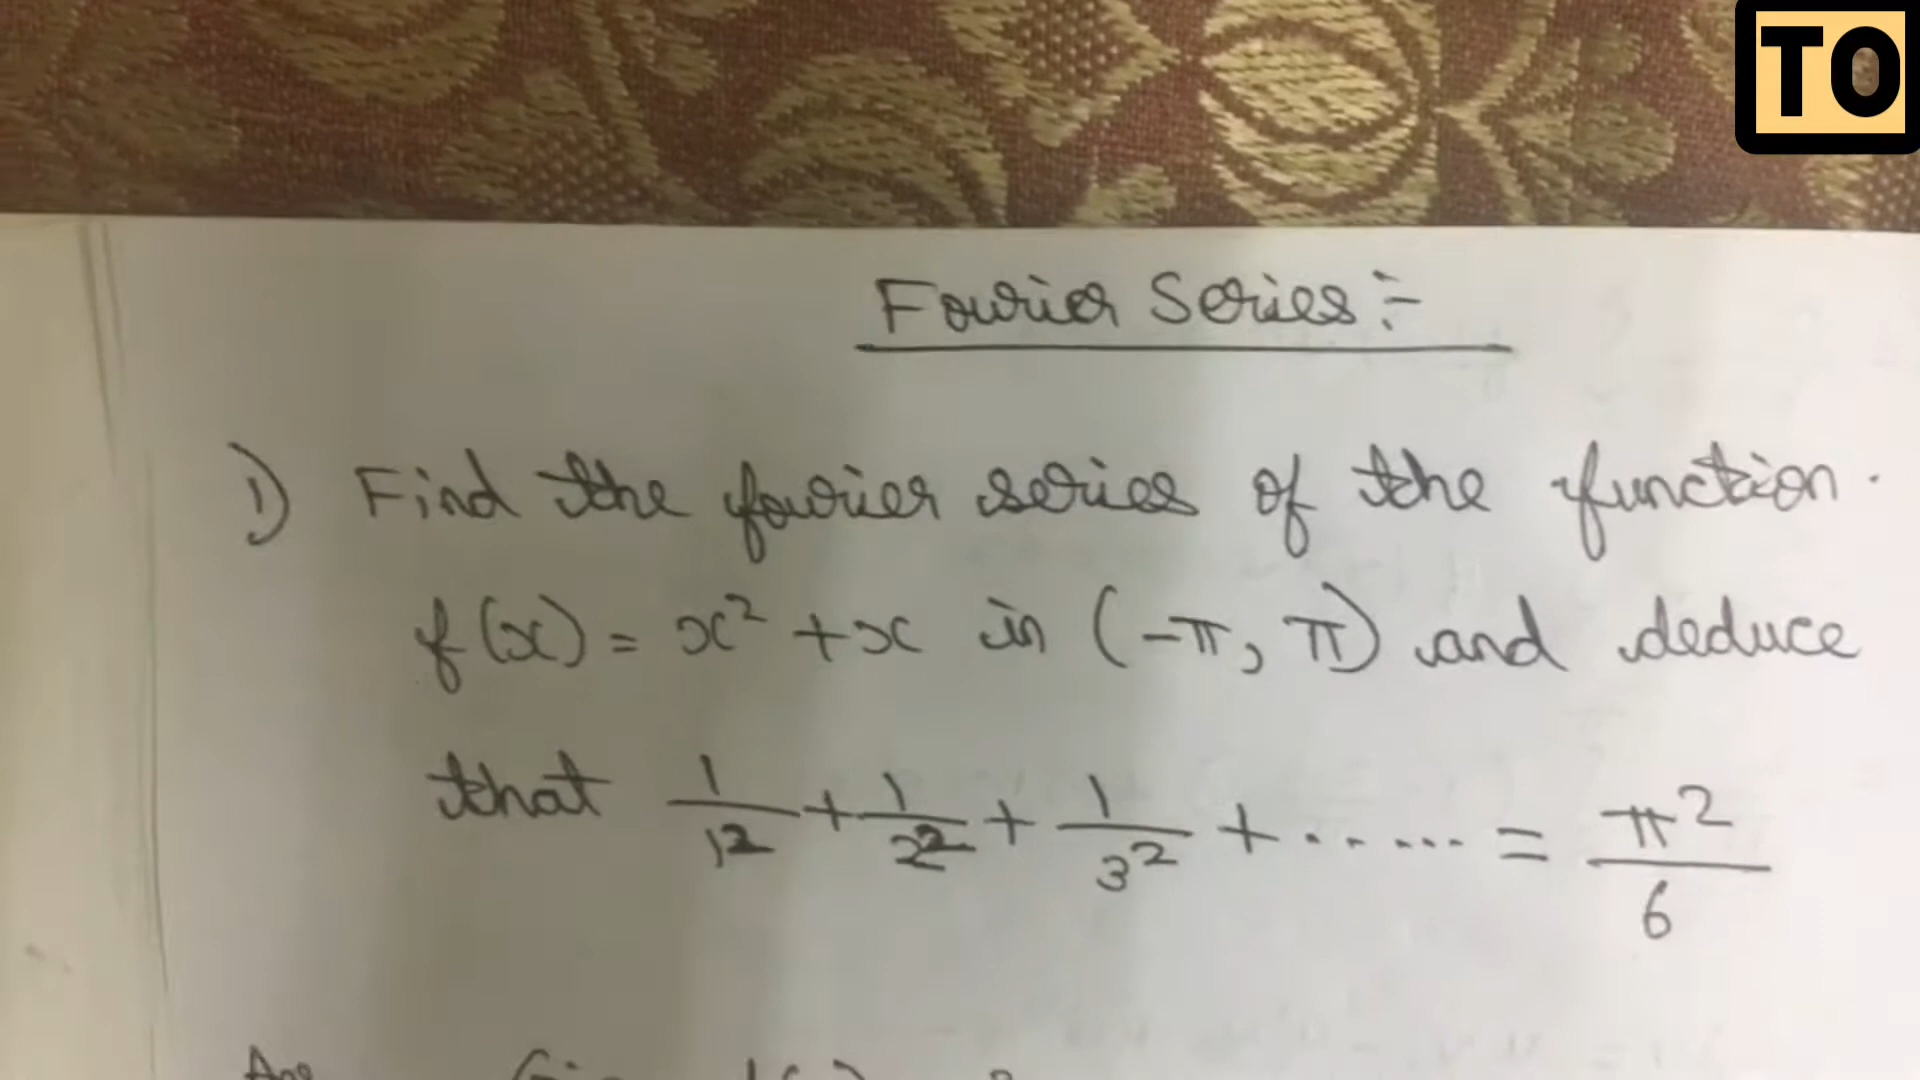 TO
Fourier Series:-
1) Find the fourier series of the function.
f(x) = x² + x in (-π, π) and deduce
that 1/1² + 1/2² + 1/3² + ...... = π²/6
Ans